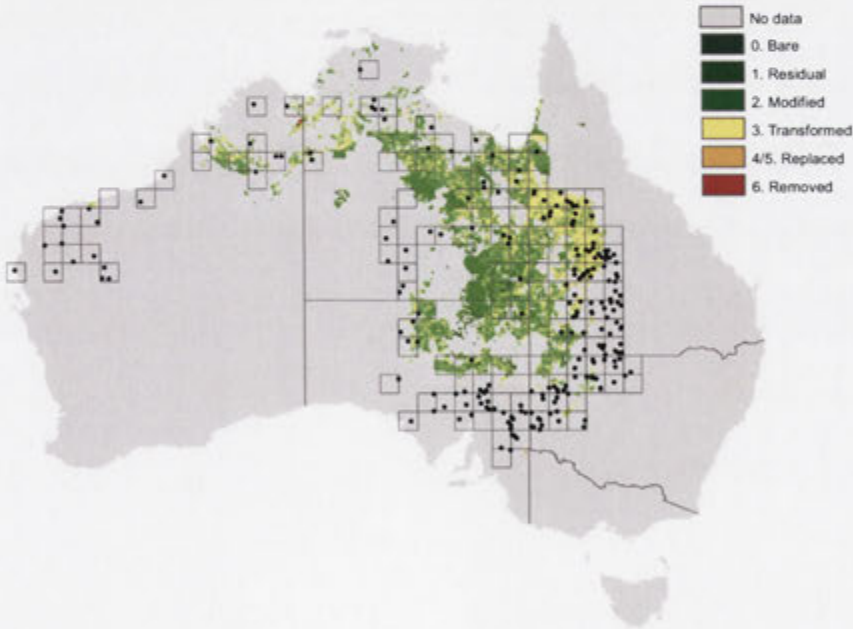 No data
0. Bare
1. Residual
2. Modified
3. Transformed
4/5. Replaced
6. Removed